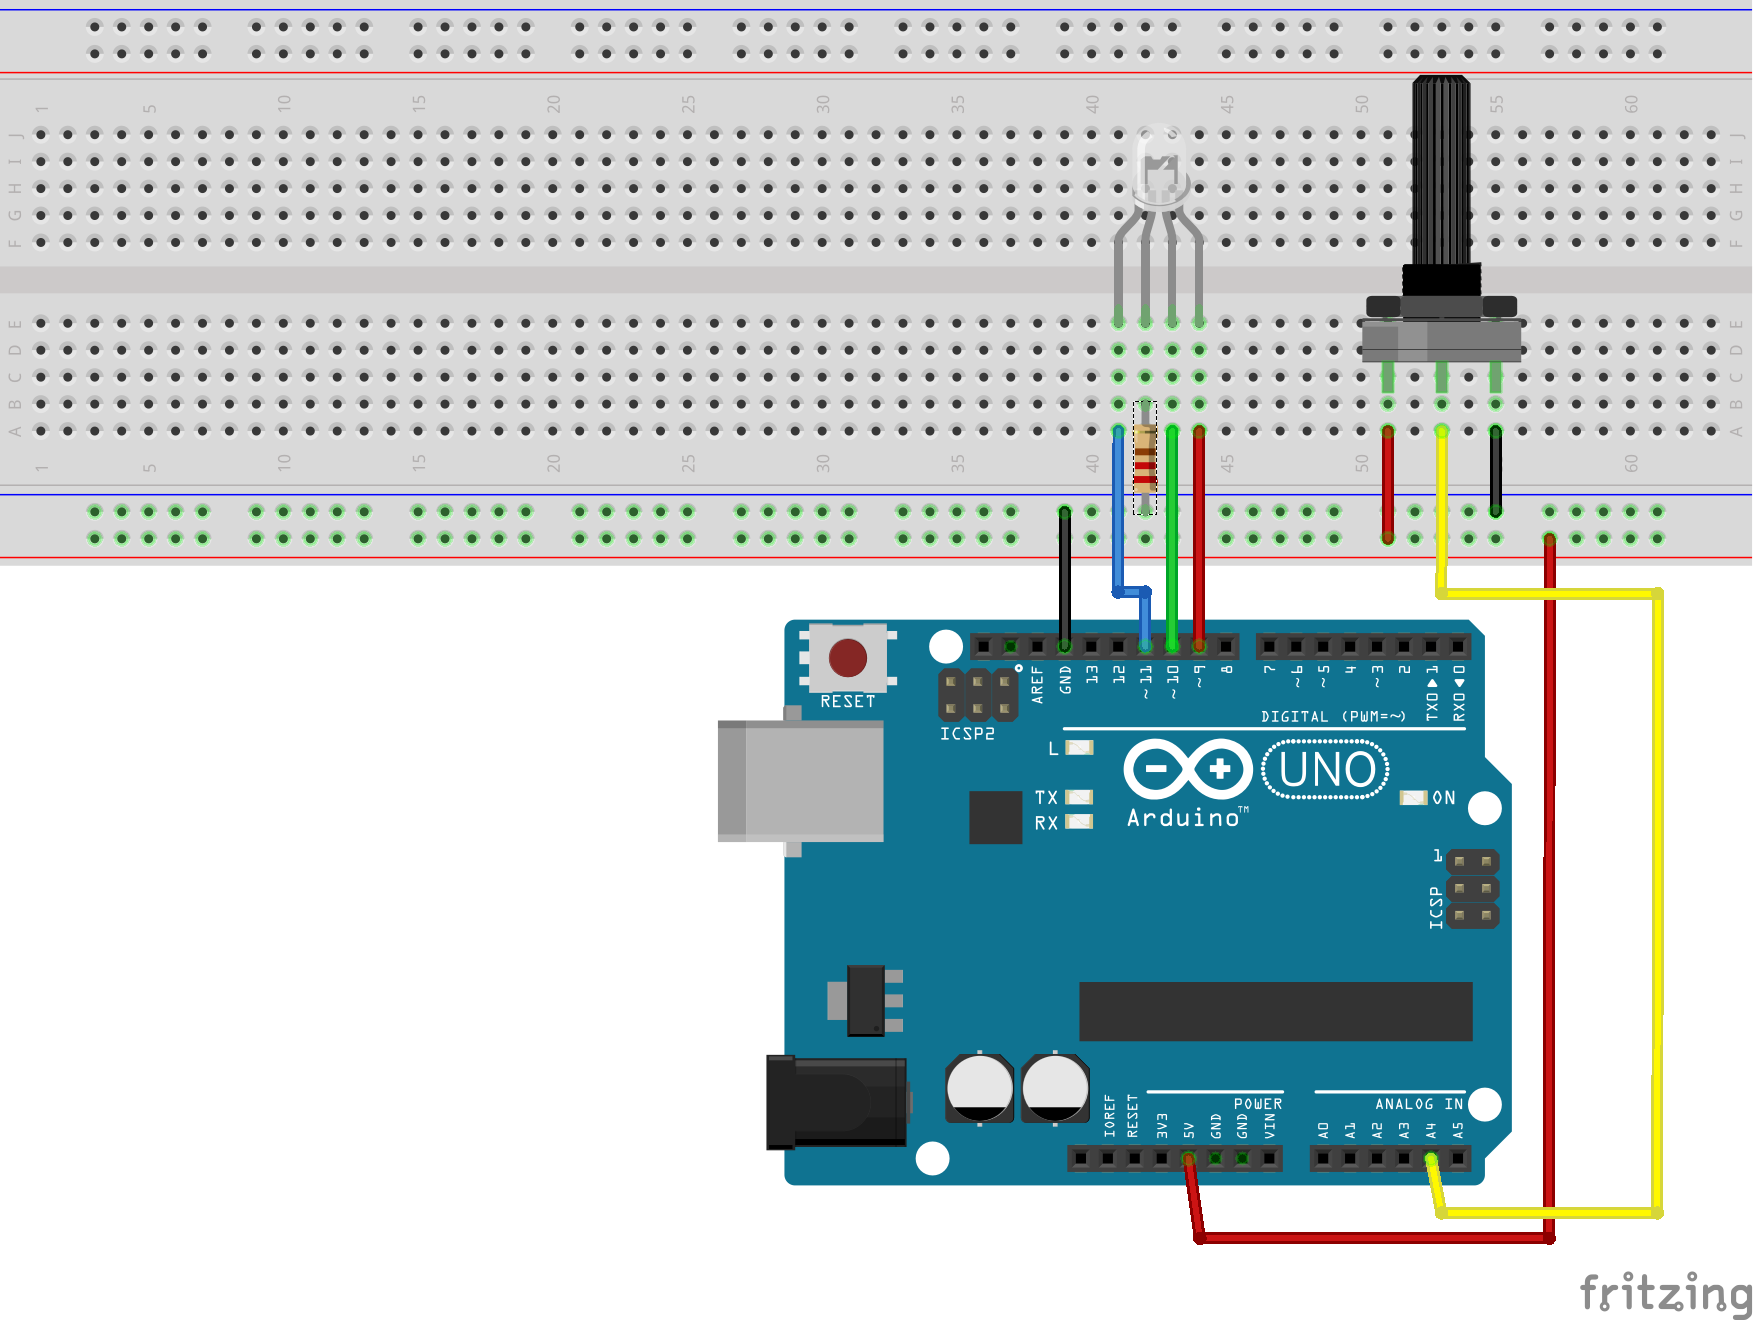 1 5 10 15 20 25 30 35 40 45 50 55 60
J J
I I
H H
G G
F F
E E
D D
C C
B B
A A
1 5 10 15 20 25 30 35 40 45 50 55 60
RESET
ICSP2
AREF GND 13 12 ~11 ~10 ~9 8 7 ~6 ~5 4 ~3 2 TX0▶1 RX0◀0
DIGITAL (PWM=~)
L
TX
RX
UNO
Arduino™
ON
1
ICSP
POWER
ANALOG IN
IOREF RESET 3V3 5V GND GND VIN A0 A1 A2 A3 A4 A5
fritzing